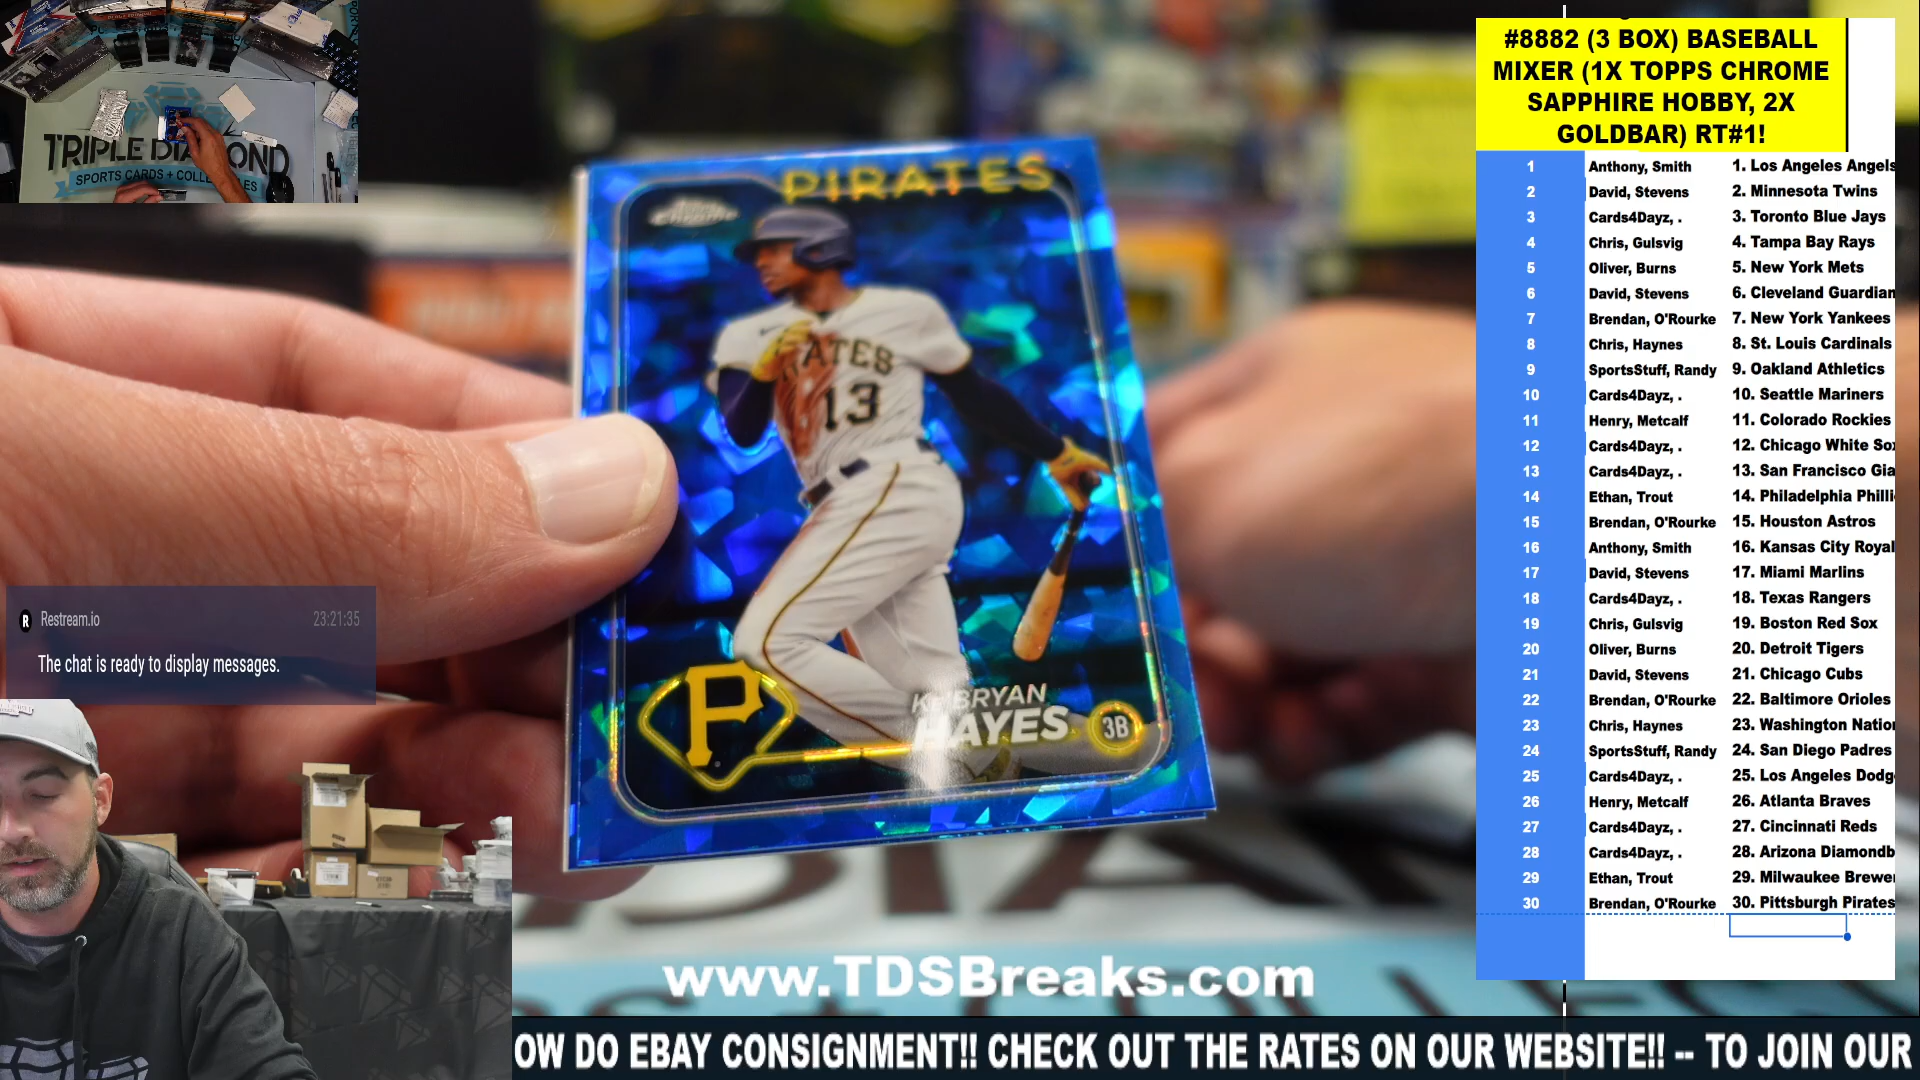 TRIPLE DIAMOND
SPORTS CARDS + COLLECTIBLES
PIRATES
Topps
Chrome
PIRATES
13
P
KE'BRYAN
HAYES
3B
Restream.io
23:21:35
The chat is ready to display messages.
#8882 (3 BOX) BASEBALL
MIXER (1X TOPPS CHROME
SAPPHIRE HOBBY, 2X
GOLDBAR) RT#1!
1 Anthony, Smith 1. Los Angeles Angels
2 David, Stevens 2. Minnesota Twins
3 Cards4Dayz, . 3. Toronto Blue Jays
4 Chris, Gulsvig 4. Tampa Bay Rays
5 Oliver, Burns 5. New York Mets
6 David, Stevens 6. Cleveland Guardian
7 Brendan, O'Rourke 7. New York Yankees
8 Chris, Haynes 8. St. Louis Cardinals
9 SportsStuff, Randy 9. Oakland Athletics
10 Cards4Dayz, . 10. Seattle Mariners
11 Henry, Metcalf 11. Colorado Rockies
12 Cards4Dayz, . 12. Chicago White Sox
13 Cards4Dayz, . 13. San Francisco Gia
14 Ethan, Trout 14. Philadelphia Philli
15 Brendan, O'Rourke 15. Houston Astros
16 Anthony, Smith 16. Kansas City Royal
17 David, Stevens 17. Miami Marlins
18 Cards4Dayz, . 18. Texas Rangers
19 Chris, Gulsvig 19. Boston Red Sox
20 Oliver, Burns 20. Detroit Tigers
21 David, Stevens 21. Chicago Cubs
22 Brendan, O'Rourke 22. Baltimore Orioles
23 Chris, Haynes 23. Washington Natio
24 SportsStuff, Randy 24. San Diego Padres
25 Cards4Dayz, . 25. Los Angeles Dodg
26 Henry, Metcalf 26. Atlanta Braves
27 Cards4Dayz, . 27. Cincinnati Reds
28 Cards4Dayz, . 28. Arizona Diamondb
29 Ethan, Trout 29. Milwaukee Brewe
30 Brendan, O'Rourke 30. Pittsburgh Pirates
www.TDSBreaks.com
OW DO EBAY CONSIGNMENT!! CHECK OUT THE RATES ON OUR WEBSITE!! -- TO JOIN OUR